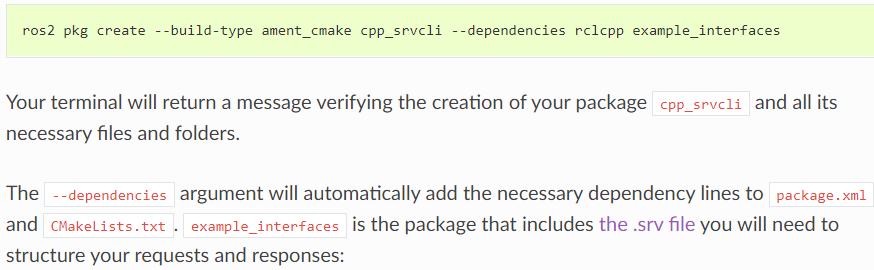 ros2 pkg create --build-type ament_cmake cpp_srvcli --dependencies rclcpp example_interfaces
Your terminal will return a message verifying the creation of your package cpp_srvcli and all its
necessary files and folders.
The --dependencies argument will automatically add the necessary dependency lines to package.xml
and CMakeLists.txt . example_interfaces is the package that includes the .srv file you will need to
structure your requests and responses: